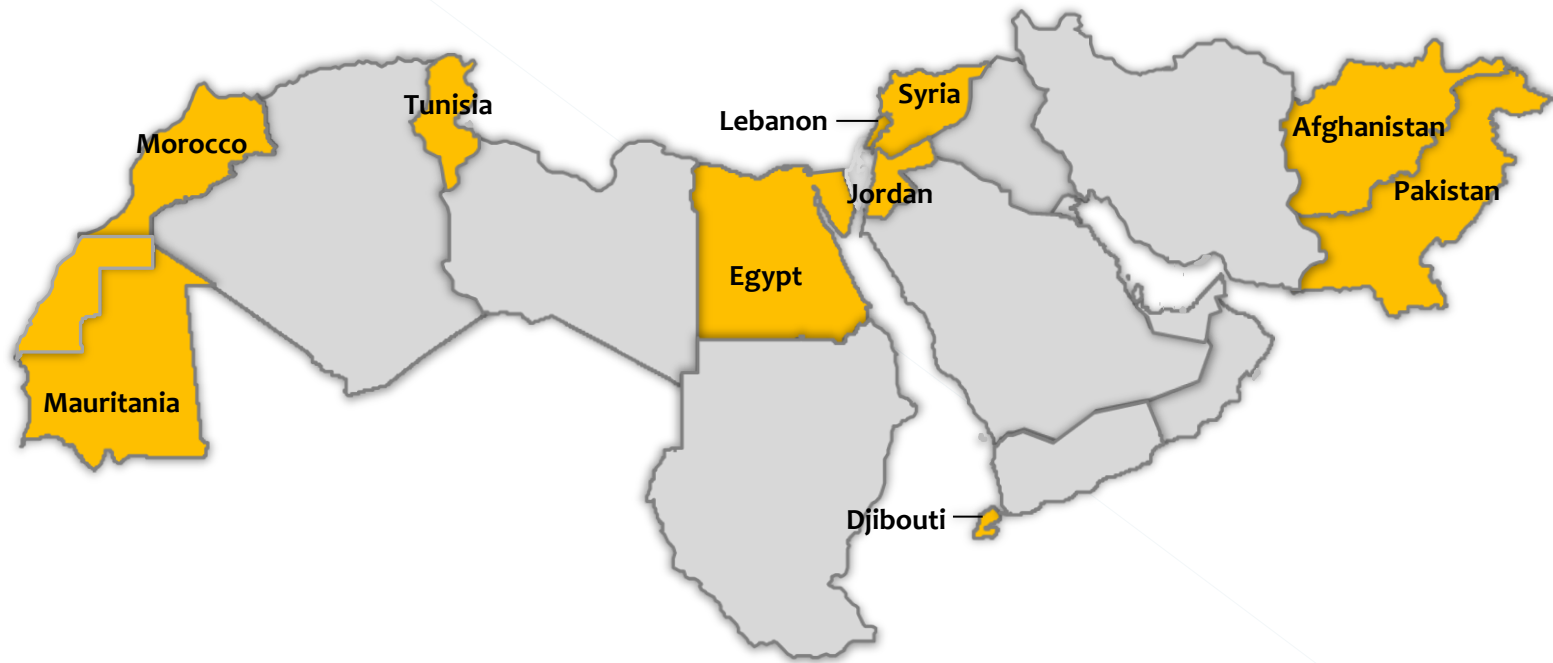 Syria
Tunisia
Lebanon
Afghanistan
Morocco
Pakistan
Jordan
Egypt
Mauritania
Djibouti